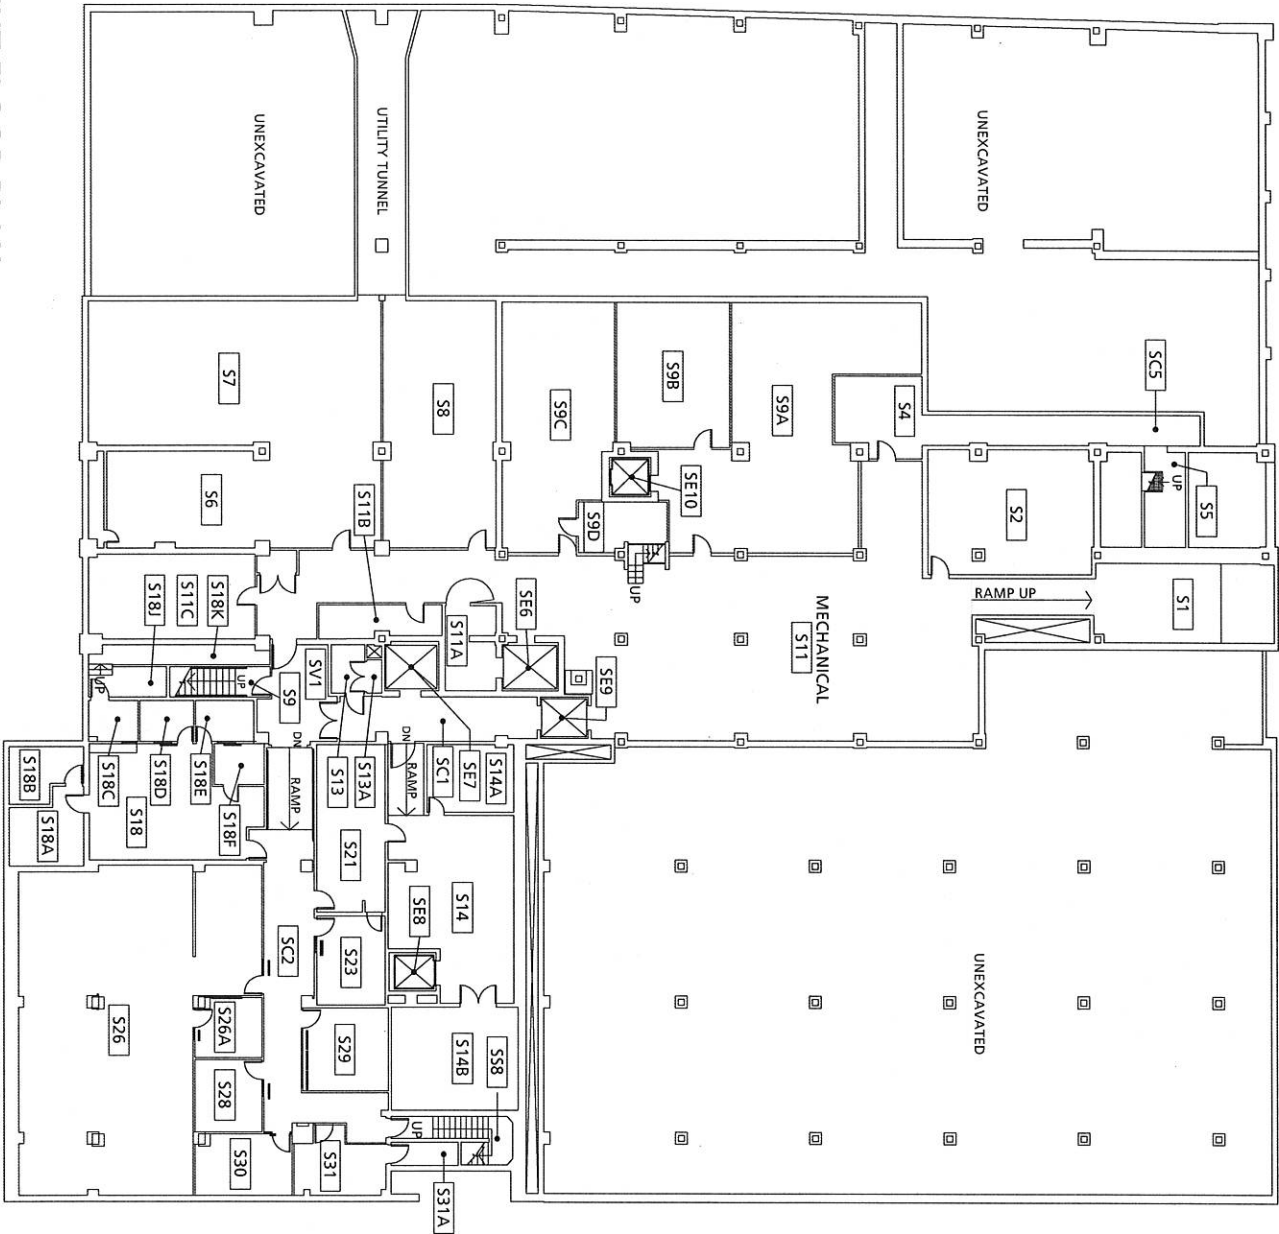 UNEXCAVATED
UTILITY TUNNEL
UNEXCAVATED
SC5
S7
S8
S9C
S9B
S9A
S4
S6
S11B
S9D
SE10
S2
UP
S5
UP
RAMP UP
S1
S18J
S11C
S18K
S11A
SE6
MECHANICAL
S11
UP
UP
S9
SV1
SE9
DN
DN
S18B
S18C
S18D
S18E
RAMP
S13
S13A
RAMP
SC1
SE7
S14A
S18A
S18
S18F
S21
SE8
S14
SC2
S23
S26
S26A
S29
S14B
SS8
UNEXCAVATED
S28
UP
S30
S31
S31A